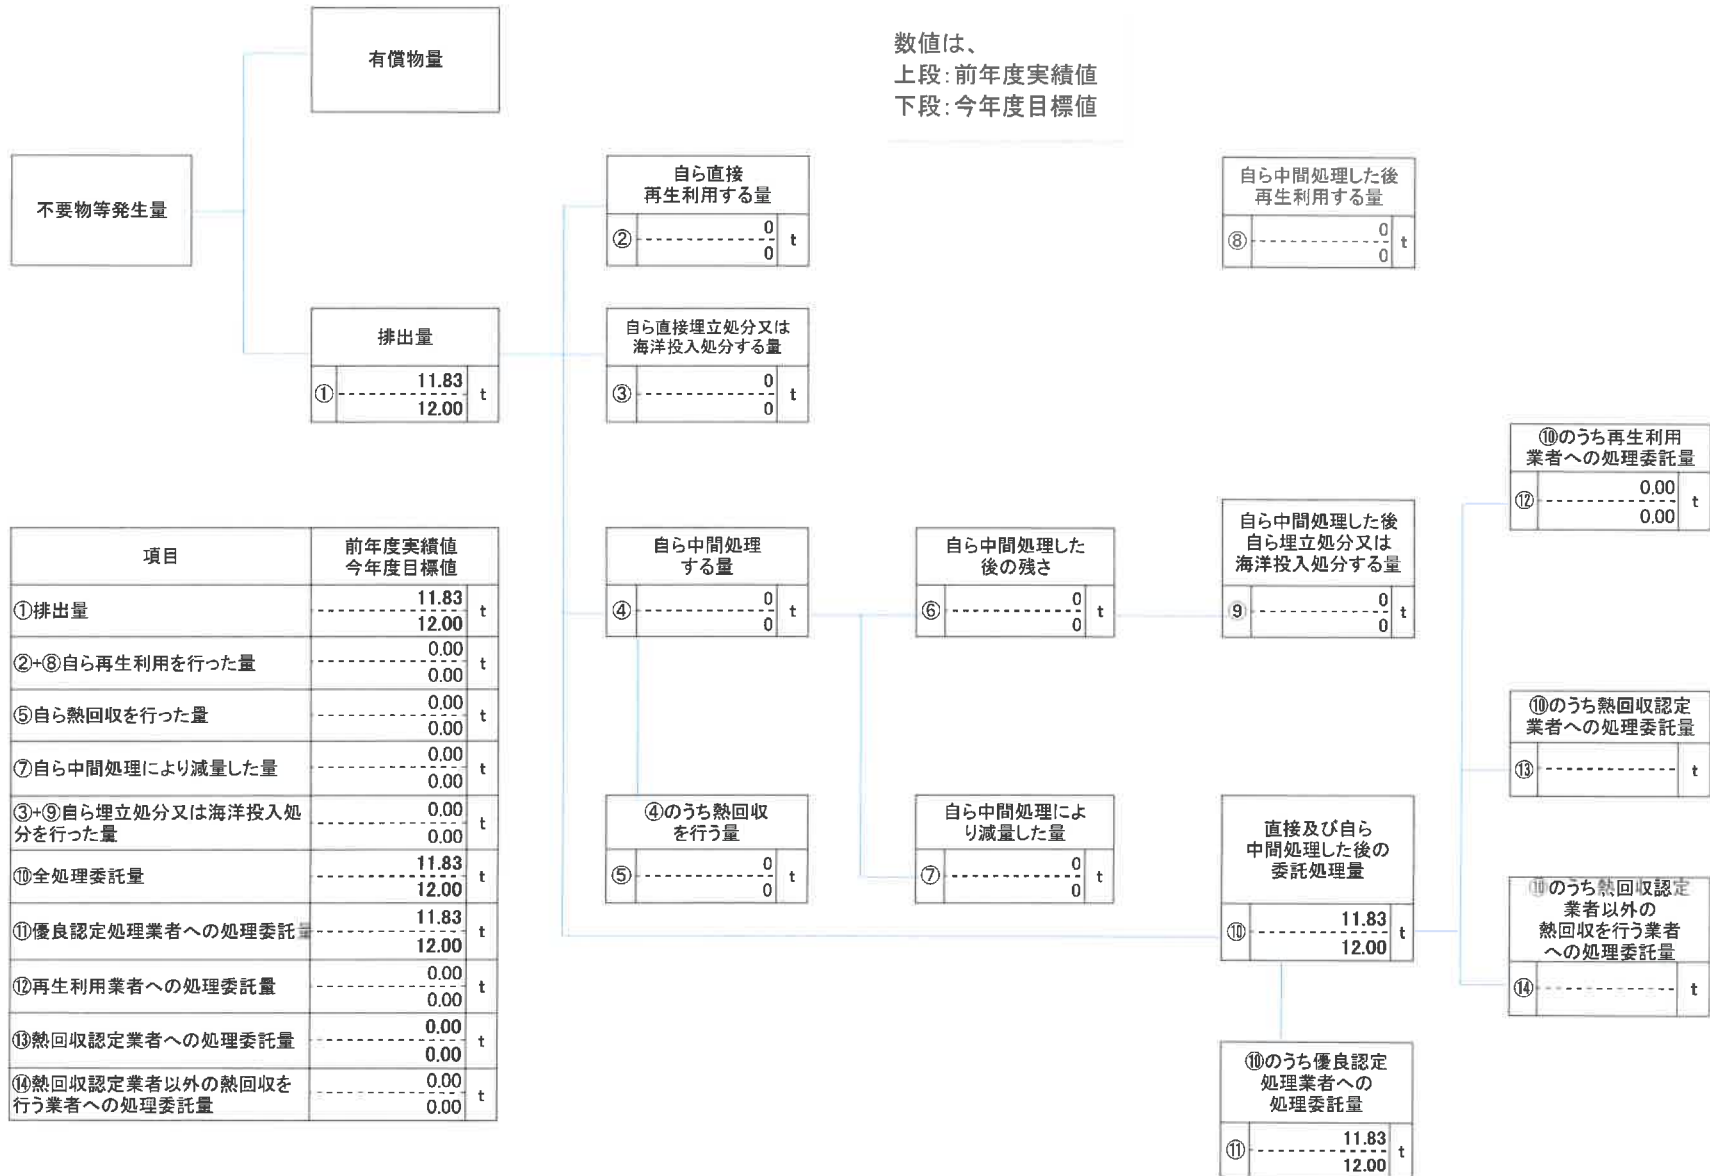 有償物量
数値は、
上段:前年度実績値
下段:今年度目標値
不要物等発生量
自ら直接
再生利用する量
②
0
0
t
自ら中間処理した後
再生利用する量
⑧
0
0
t
排出量
①
11.83
12.00
t
自ら直接埋立処分又は
海洋投入処分する量
③
0
0
t
⑩のうち再生利用
業者への処理委託量
⑫
0.00
0.00
t
自ら中間処理
する量
④
0
0
t
自ら中間処理した
後の残さ
⑥
0
0
t
自ら中間処理した後
自ら埋立処分又は
海洋投入処分する量
⑨
0
0
t
⑩のうち熱回収認定
業者への処理委託量
⑬
t
④のうち熱回収
を行う量
⑤
0
0
t
自ら中間処理によ
り減量した量
⑦
0
0
t
直接及び自ら
中間処理した後の
委託処理量
⑩
11.83
12.00
t
⑩のうち熱回収認定
業者以外の
熱回収を行う業者
への処理委託量
⑭
t
⑩のうち優良認定
処理業者への
処理委託量
⑪
11.83
12.00
t
項目
前年度実績値
今年度目標値
①排出量
11.83
12.00
t
②+⑧自ら再生利用を行った量
0.00
0.00
t
⑤自ら熱回収を行った量
0.00
0.00
t
⑦自ら中間処理により減量した量
0.00
0.00
t
③+⑨自ら埋立処分又は海洋投入処
分を行った量
0.00
0.00
t
⑩全処理委託量
11.83
12.00
t
⑪優良認定処理業者への処理委託量
11.83
12.00
t
⑫再生利用業者への処理委託量
0.00
0.00
t
⑬熱回収認定業者への処理委託量
0.00
0.00
t
⑭熱回収認定業者以外の熱回収を
行う業者への処理委託量
0.00
0.00
t